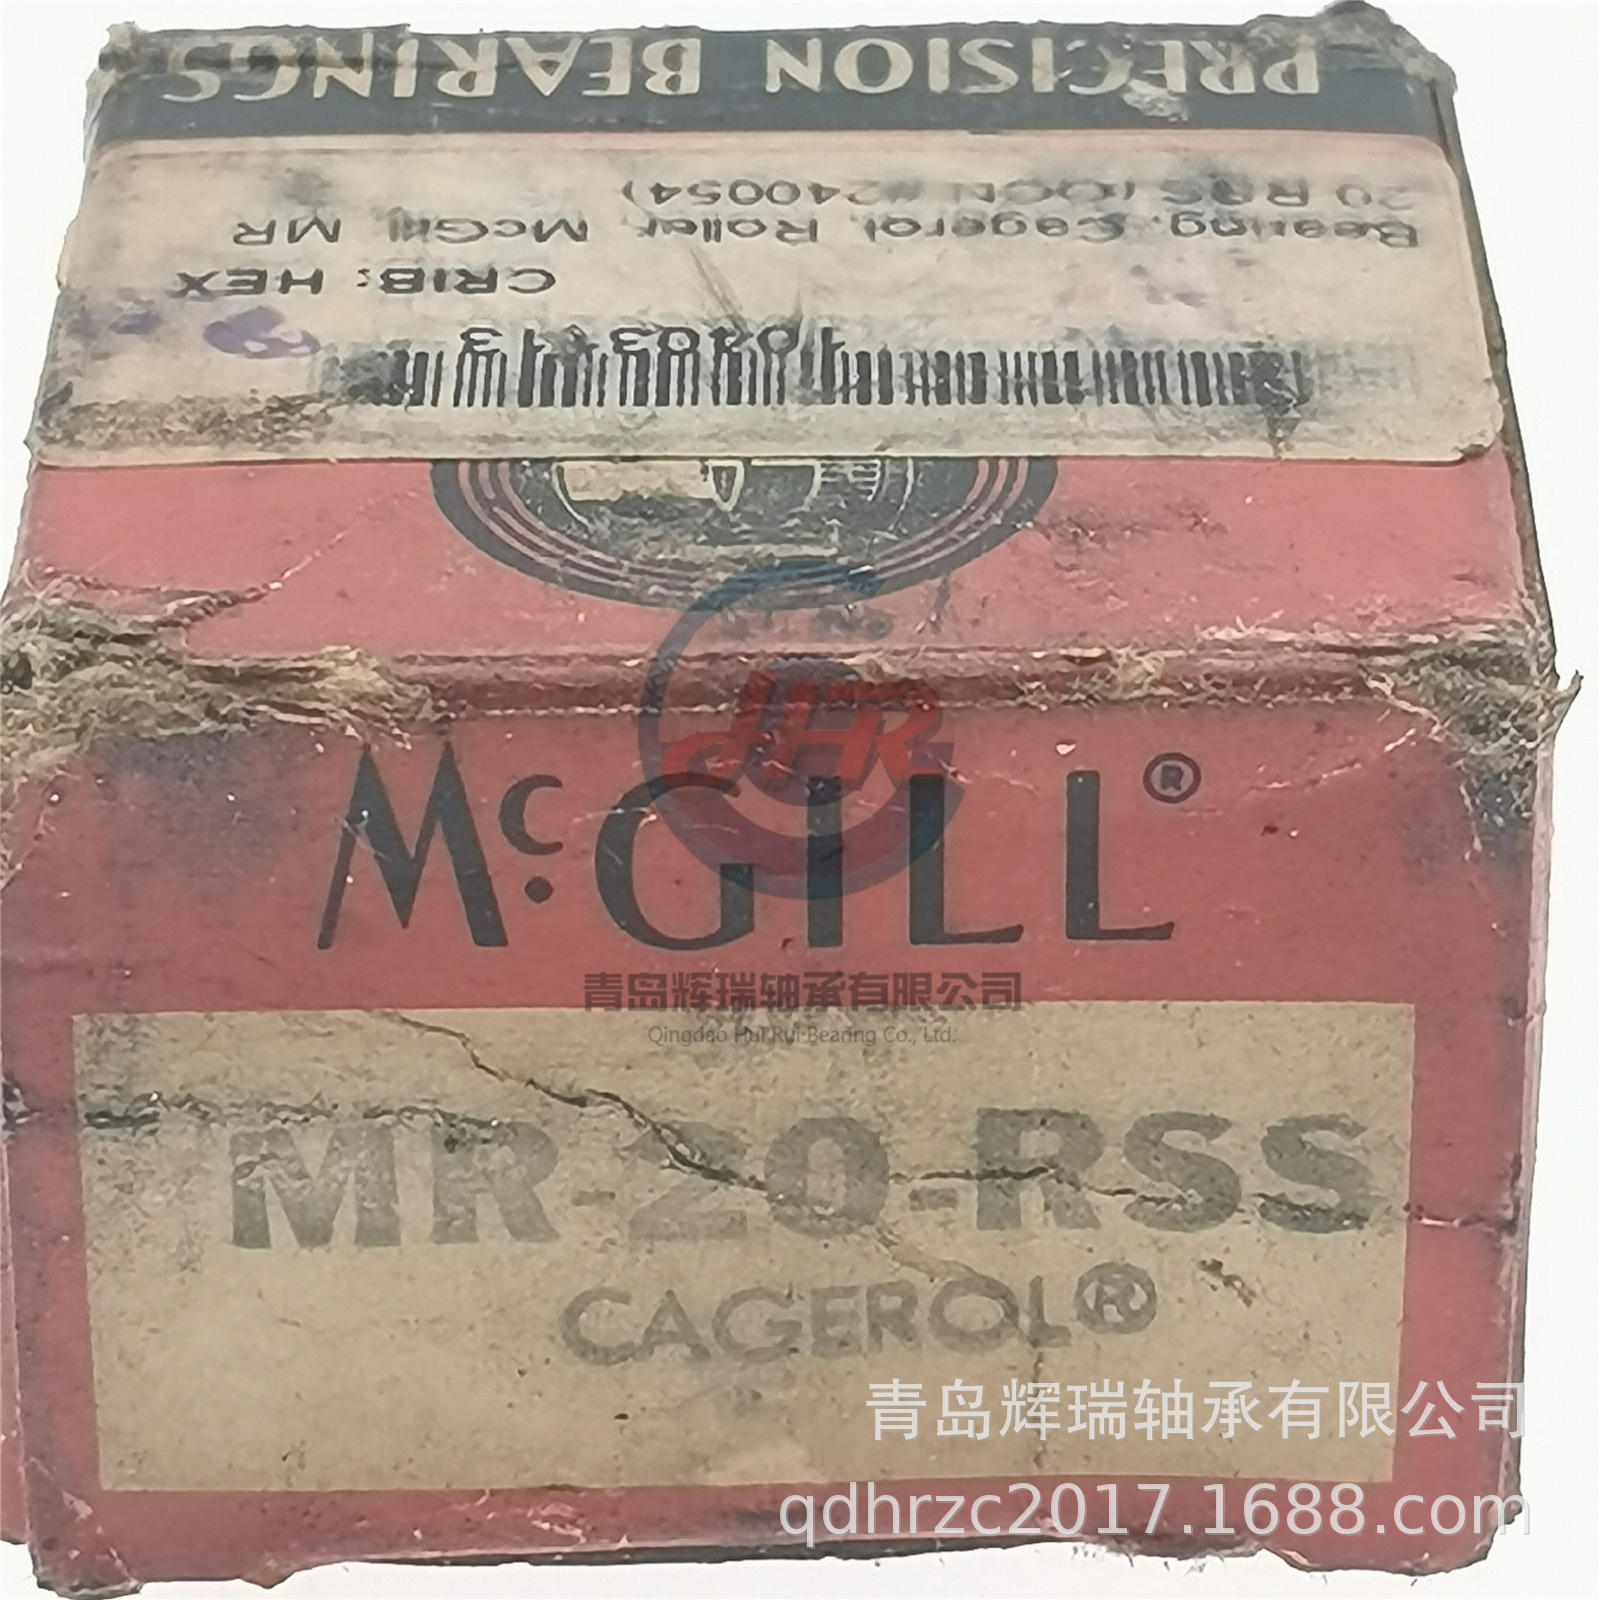 PRECISION BEARINGS
20 RSS (OCN #240054)
Bearing, Cagerol, Roller, McGill, MR
CRIB: HEX
HR
McGILL®
青岛辉瑞轴承有限公司
Qingdao Hui Rui Bearing Co., Ltd.
MR-20-RSS
CAGEROL®
青岛辉瑞轴承有限公司
qdhrzc2017.1688.com